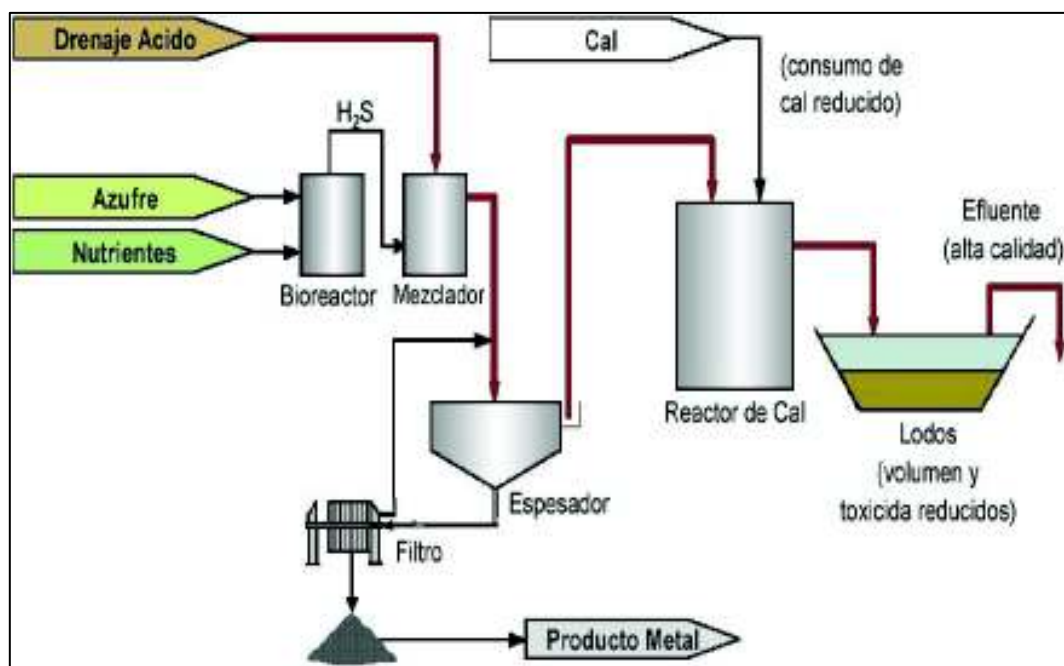 Drenaje Acido
Cal
(consumo de
cal reducido)
H₂S
Azufre
Nutrientes
Bioreactor
Mezclador
Efluente
(alta calidad)
Reactor de Cal
Lodos
(volumen y
toxicida reducidos)
Espesador
Filtro
Producto Metal